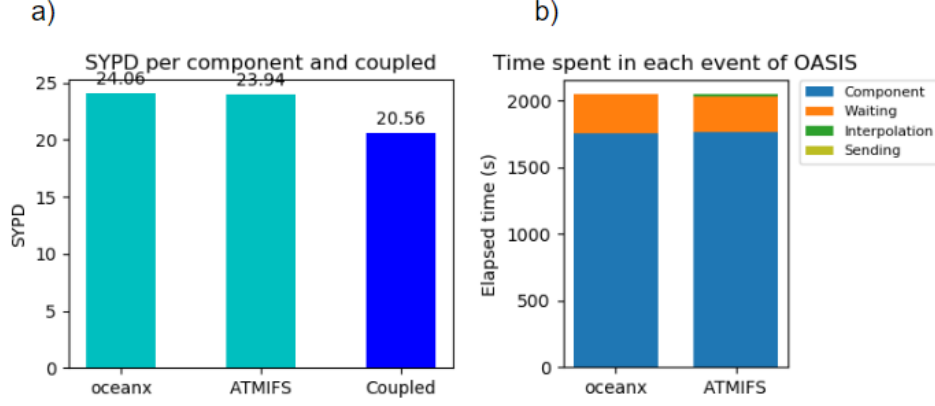 a)
SYPD per component and coupled
24.06
23.94
20.56
25
20
15
10
5
0
SYPD
oceanx
ATMIFS
Coupled
b)
Time spent in each event of OASIS
2000
1500
1000
500
0
Elapsed time (s)
oceanx
ATMIFS
Component
Waiting
Interpolation
Sending